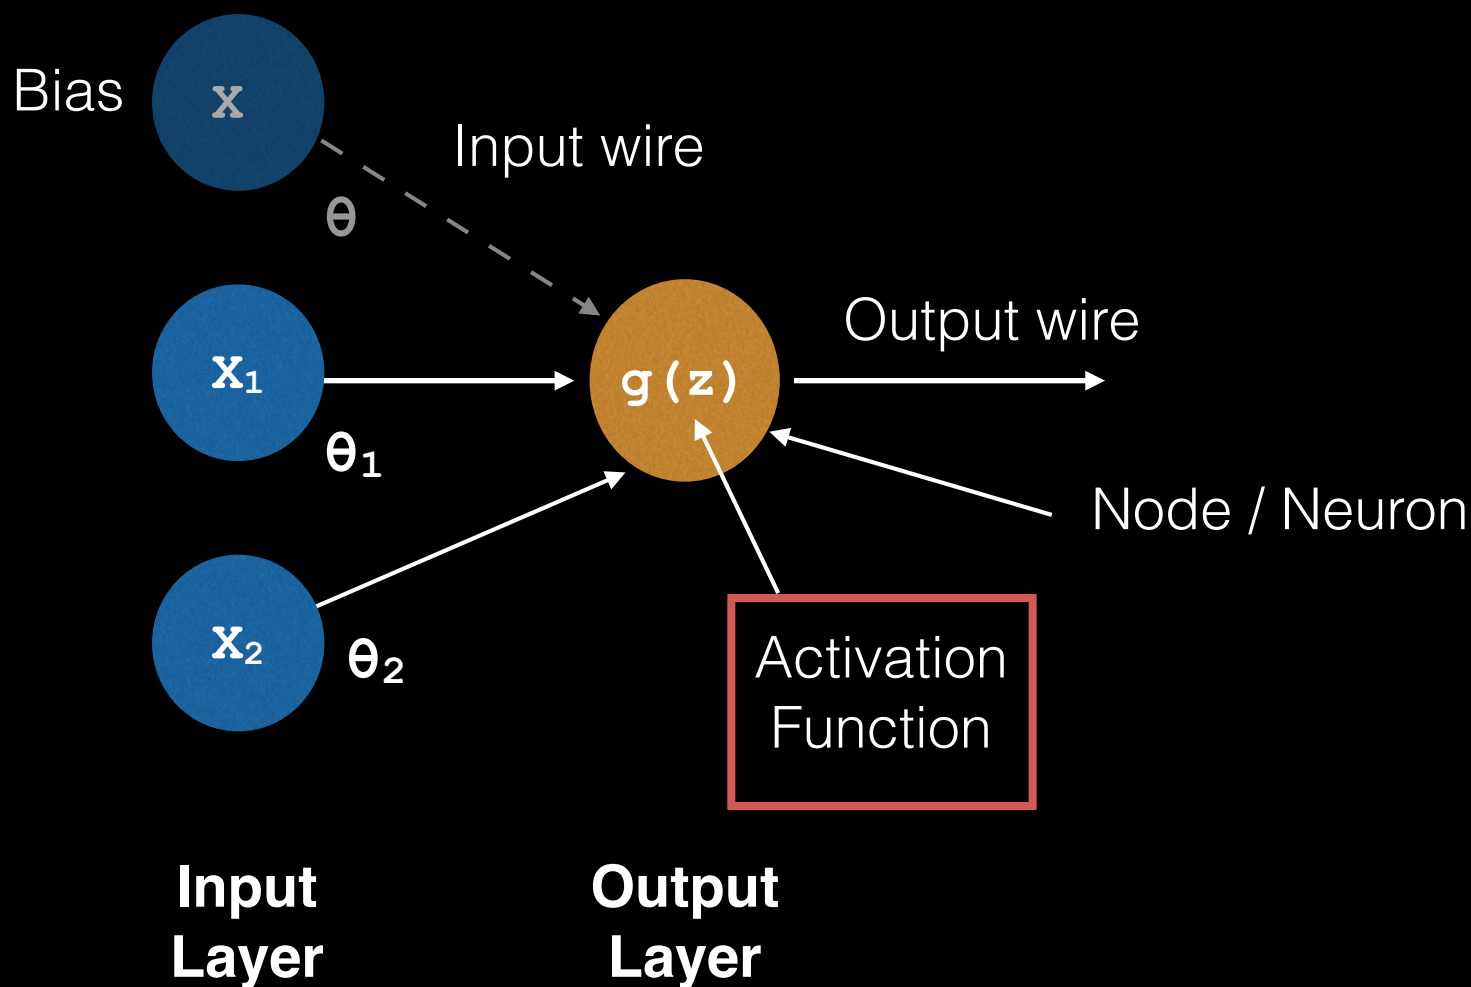 Bias
x
Input wire
θ
Output wire
x₁
g(z)
θ₁
Node / Neuron
x₂
θ₂
Activation
Function
Input
Layer
Output
Layer